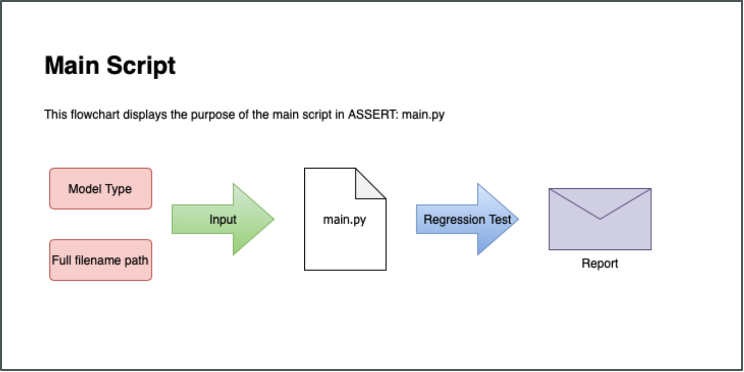 Main Script
This flowchart displays the purpose of the main script in ASSERT: main.py
Model Type
Full filename path
Input
main.py
Regression Test
Report